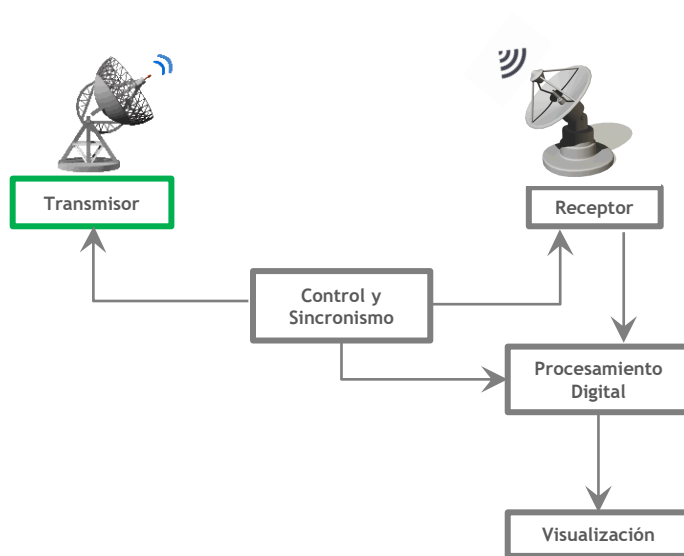 Transmisor
Receptor
Control y
Sincronismo
Procesamiento
Digital
Visualización